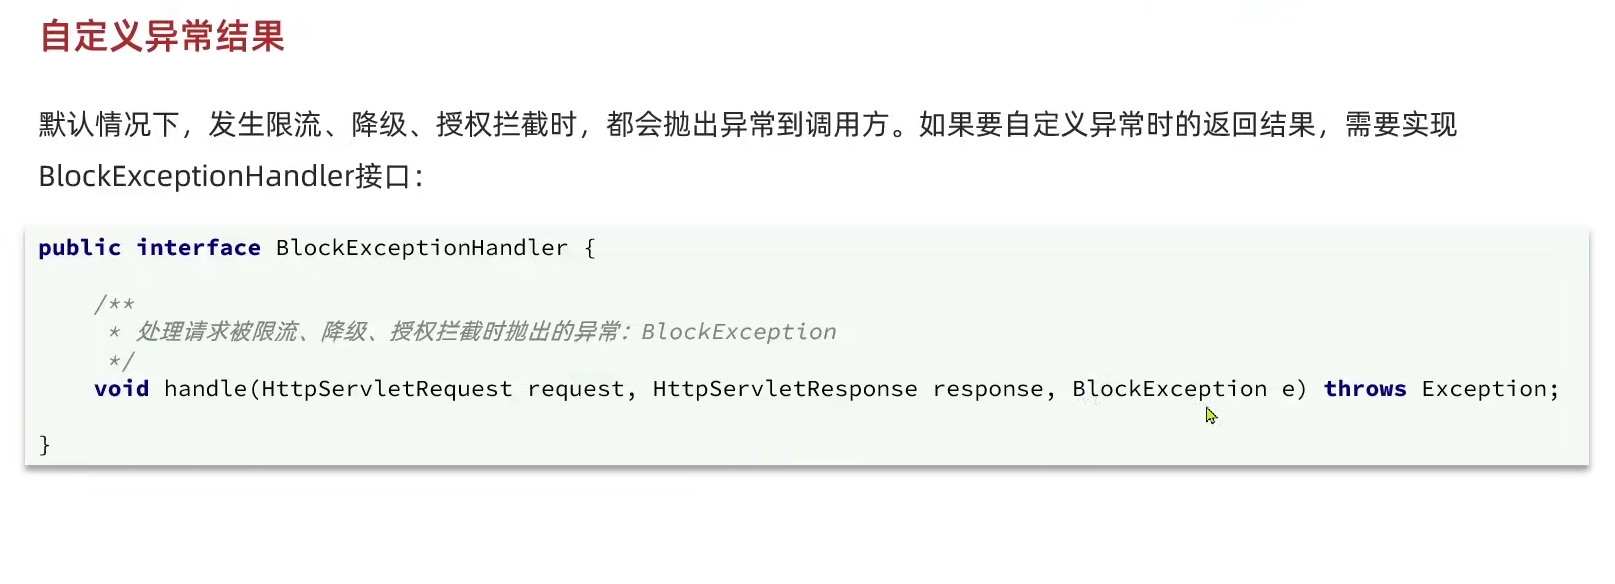 自定义异常结果
默认情况下，发生限流、降级、授权拦截时，都会抛出异常到调用方。如果要自定义异常时的返回结果，需要实现
BlockExceptionHandler接口：
public interface BlockExceptionHandler {
/**
* 处理请求被限流、降级、授权拦截时抛出的异常：BlockException
*/
void handle(HttpServletRequest request, HttpServletResponse response, BlockException e) throws Exception;
}